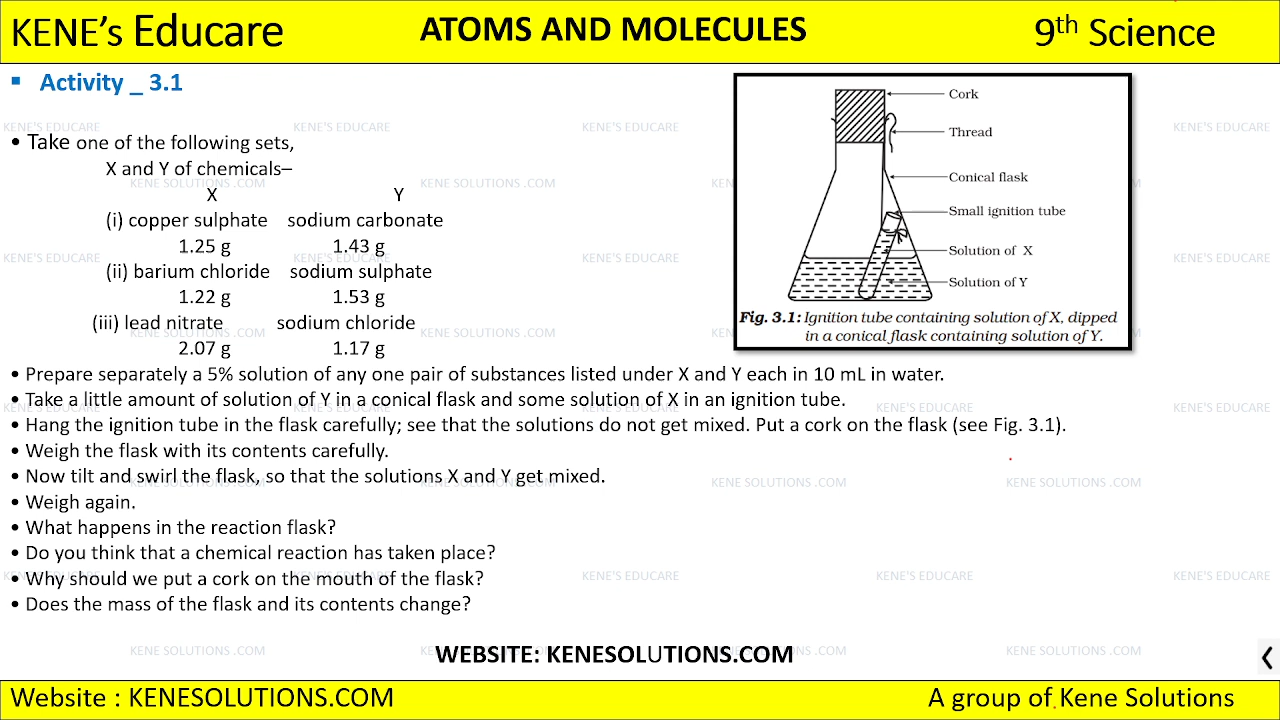 KENE's Educare
ATOMS AND MOLECULES
9th Science
▪ Activity _ 3.1
• Take one of the following sets,
X and Y of chemicals–
X Y
(i) copper sulphate sodium carbonate
1.25 g 1.43 g
(ii) barium chloride sodium sulphate
1.22 g 1.53 g
(iii) lead nitrate sodium chloride
2.07 g 1.17 g
Cork
Thread
Conical flask
Small ignition tube
Solution of X
Solution of Y
Fig. 3.1: Ignition tube containing solution of X, dipped
in a conical flask containing solution of Y.
• Prepare separately a 5% solution of any one pair of substances listed under X and Y each in 10 mL in water.
• Take a little amount of solution of Y in a conical flask and some solution of X in an ignition tube.
• Hang the ignition tube in the flask carefully; see that the solutions do not get mixed. Put a cork on the flask (see Fig. 3.1).
• Weigh the flask with its contents carefully.
• Now tilt and swirl the flask, so that the solutions X and Y get mixed.
• Weigh again.
• What happens in the reaction flask?
• Do you think that a chemical reaction has taken place?
• Why should we put a cork on the mouth of the flask?
• Does the mass of the flask and its contents change?
WEBSITE: KENESOLUTIONS.COM
Website : KENESOLUTIONS.COM
A group of Kene Solutions
KENE'S EDUCARE
KENE SOLUTIONS .COM